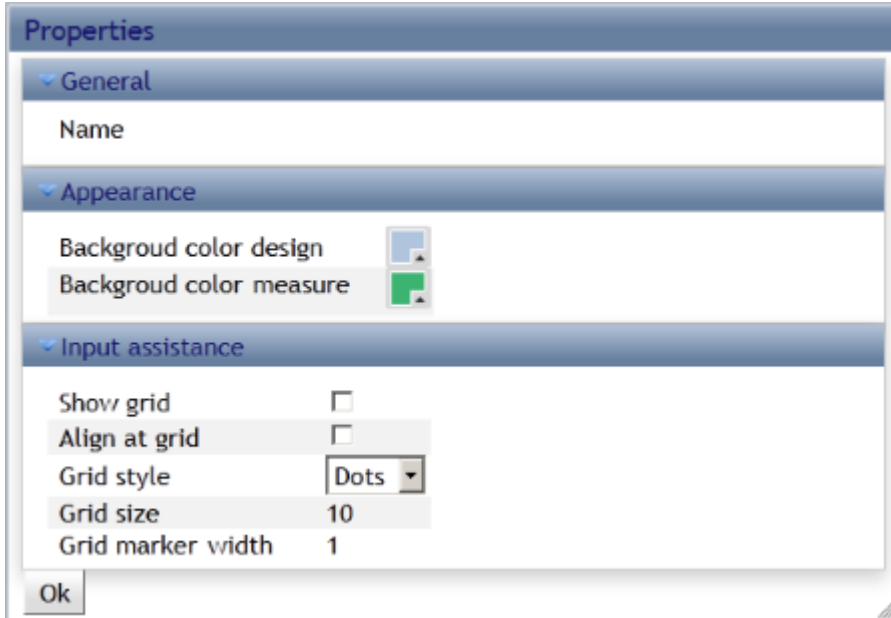 Properties
General
Name
Appearance
Backgroud color design
Backgroud color measure
Input assistance
Show grid
Align at grid
Grid style Dots
Grid size 10
Grid marker width 1
Ok